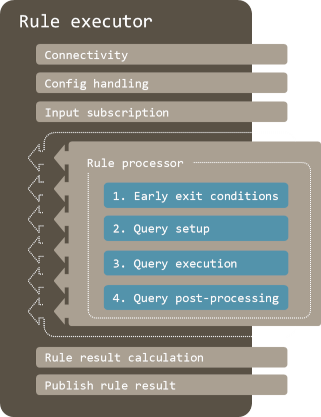 Rule executor
Connectivity
Config handling
Input subscription
Rule processor
1. Early exit conditions
2. Query setup
3. Query execution
4. Query post-processing
Rule result calculation
Publish rule result